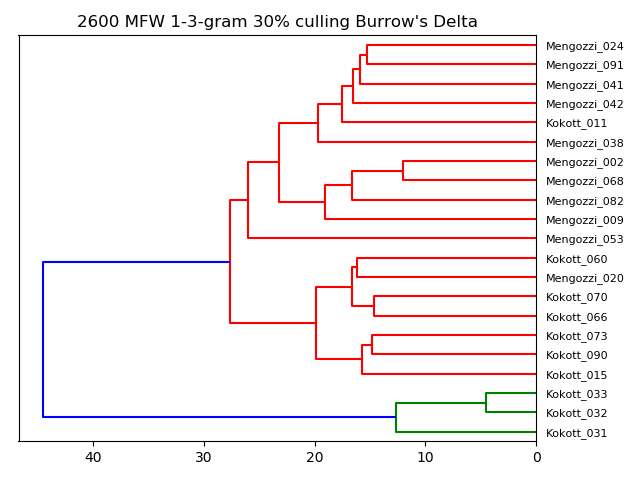 2600 MFW 1-3-gram 30% culling Burrow's Delta
Mengozzi_024
Mengozzi_091
Mengozzi_041
Mengozzi_042
Kokott_011
Mengozzi_038
Mengozzi_002
Mengozzi_068
Mengozzi_082
Mengozzi_009
Mengozzi_053
Kokott_060
Mengozzi_020
Kokott_070
Kokott_066
Kokott_073
Kokott_090
Kokott_015
Kokott_033
Kokott_032
Kokott_031
40 30 20 10 0